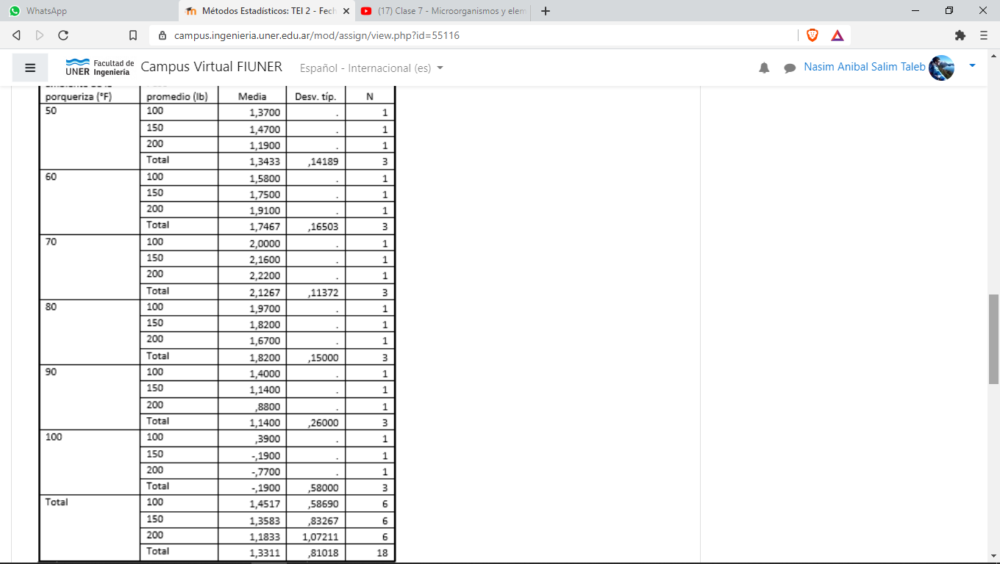 WhatsApp
Métodos Estadísticos: TEI 2 - Fech
(17) Clase 7 - Microorganismos y elem
campus.ingenieria.uner.edu.ar/mod/assign/view.php?id=55116
UNER Facultad de Ingeniería
Campus Virtual FIUNER
Español - Internacional (es)
Nasim Anibal Salim Taleb
porqueriza (°F) promedio (lb) Media Desv. típ. N
50 100 1,3700 . 1
150 1,4700 . 1
200 1,1900 . 1
Total 1,3433 ,14189 3
60 100 1,5800 . 1
150 1,7500 . 1
200 1,9100 . 1
Total 1,7467 ,16503 3
70 100 2,0000 . 1
150 2,1600 . 1
200 2,2200 . 1
Total 2,1267 ,11372 3
80 100 1,9700 . 1
150 1,8200 . 1
200 1,6700 . 1
Total 1,8200 ,15000 3
90 100 1,4000 . 1
150 1,1400 . 1
200 ,8800 . 1
Total 1,1400 ,26000 3
100 100 ,3900 . 1
150 -,1900 . 1
200 -,7700 . 1
Total -,1900 ,58000 3
Total 100 1,4517 ,58690 6
150 1,3583 ,83267 6
200 1,1833 1,07211 6
Total 1,3311 ,81018 18